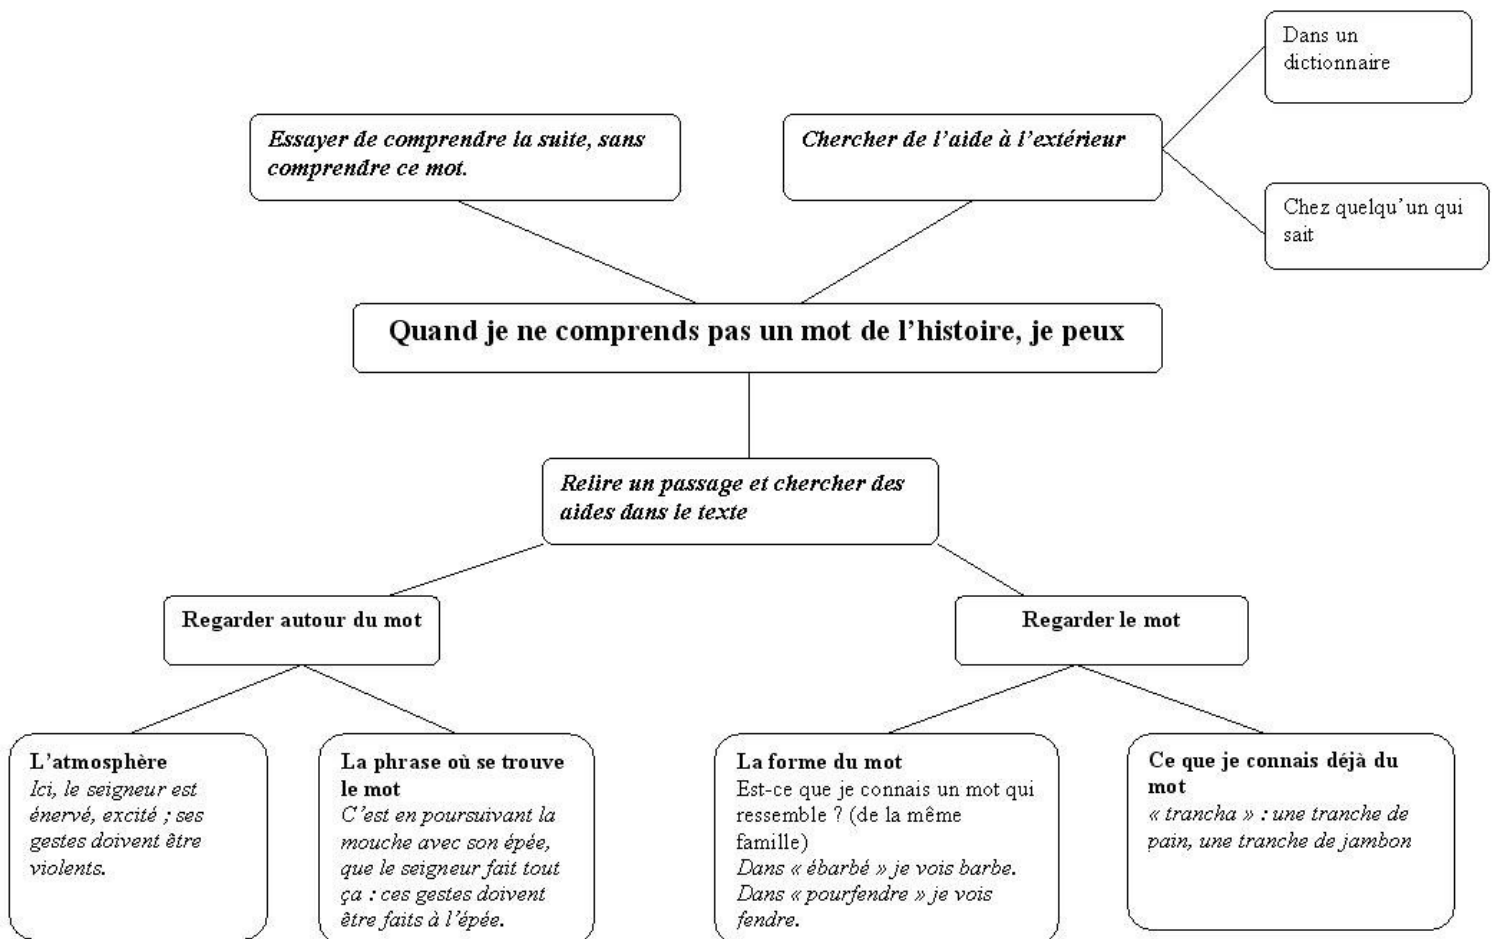 Dans un
dictionnaire
Essayer de comprendre la suite, sans
comprendre ce mot.
Chercher de l’aide à l’extérieur
Chez quelqu’un qui
sait
Quand je ne comprends pas un mot de l’histoire, je peux
Relire un passage et chercher des
aides dans le texte
Regarder autour du mot
Regarder le mot
L’atmosphère
Ici, le seigneur est
énervé, excité ; ses
gestes doivent être
violents.
La phrase où se trouve
le mot
C’est en poursuivant la
mouche avec son épée,
que le seigneur fait tout
ça : ces gestes doivent
être faits à l’épée.
La forme du mot
Est-ce que je connais un mot qui
ressemble ? (de la même
famille)
Dans « ébarbé » je vois barbe.
Dans « pourfendre » je vois
fendre.
Ce que je connais déjà du
mot
« trancha » : une tranche de
pain, une tranche de jambon